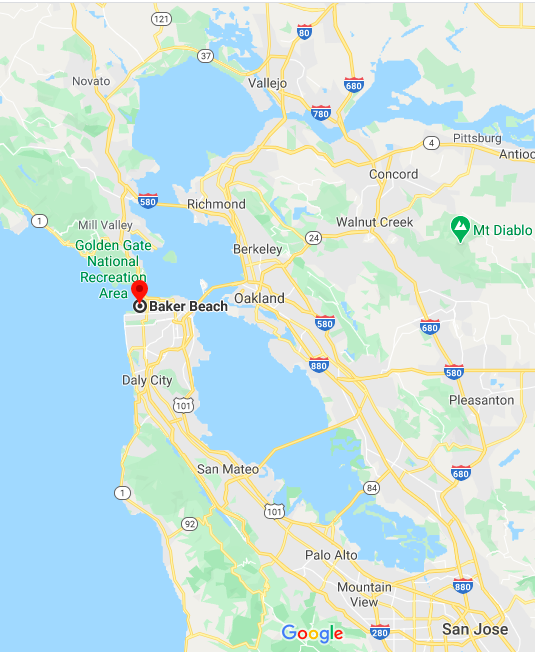 121
80
37
Novato
Vallejo
680
780
4
Pittsburg
Antioc
Concord
580
Richmond
1
Mill Valley
Walnut Creek
24
Mt Diablo
Golden Gate
National
Recreation
Area
Berkeley
Oakland
Baker Beach
580
680
880
580
Daly City
101
Pleasanton
San Mateo
680
1
84
101
92
Palo Alto
Mountain
View
880
Google
280
San Jose